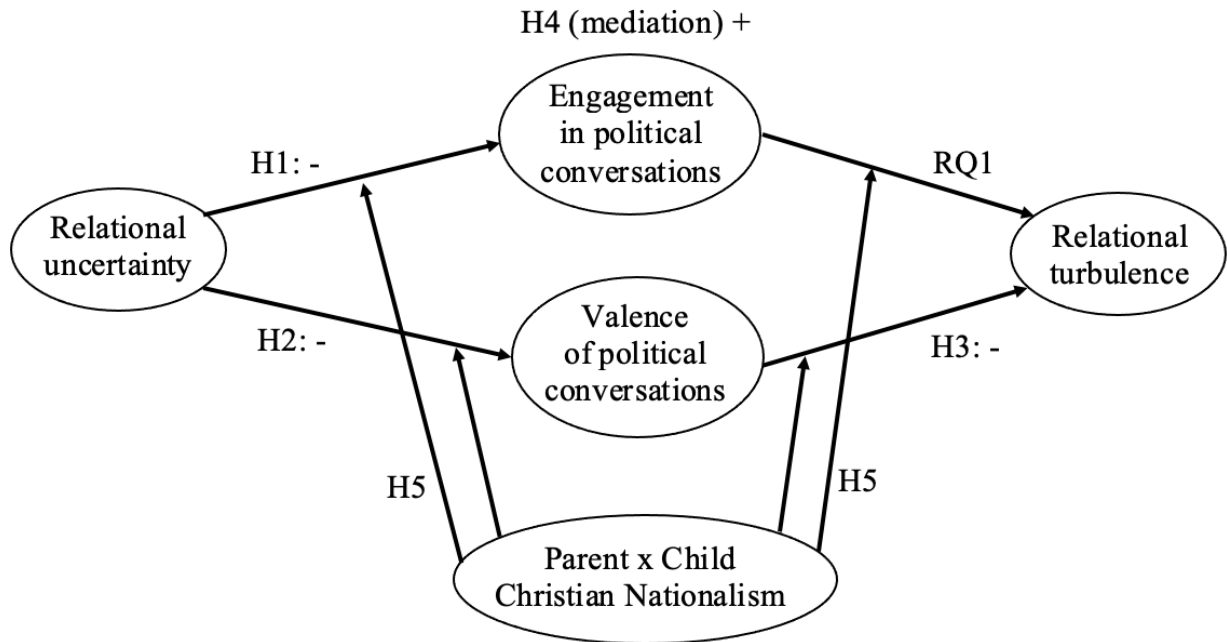 H4 (mediation) +
Engagement
in political
conversations
H1: -
RQ1
Relational
uncertainty
Relational
turbulence
Valence
of political
conversations
H2: -
H3: -
H5
H5
Parent x Child
Christian Nationalism